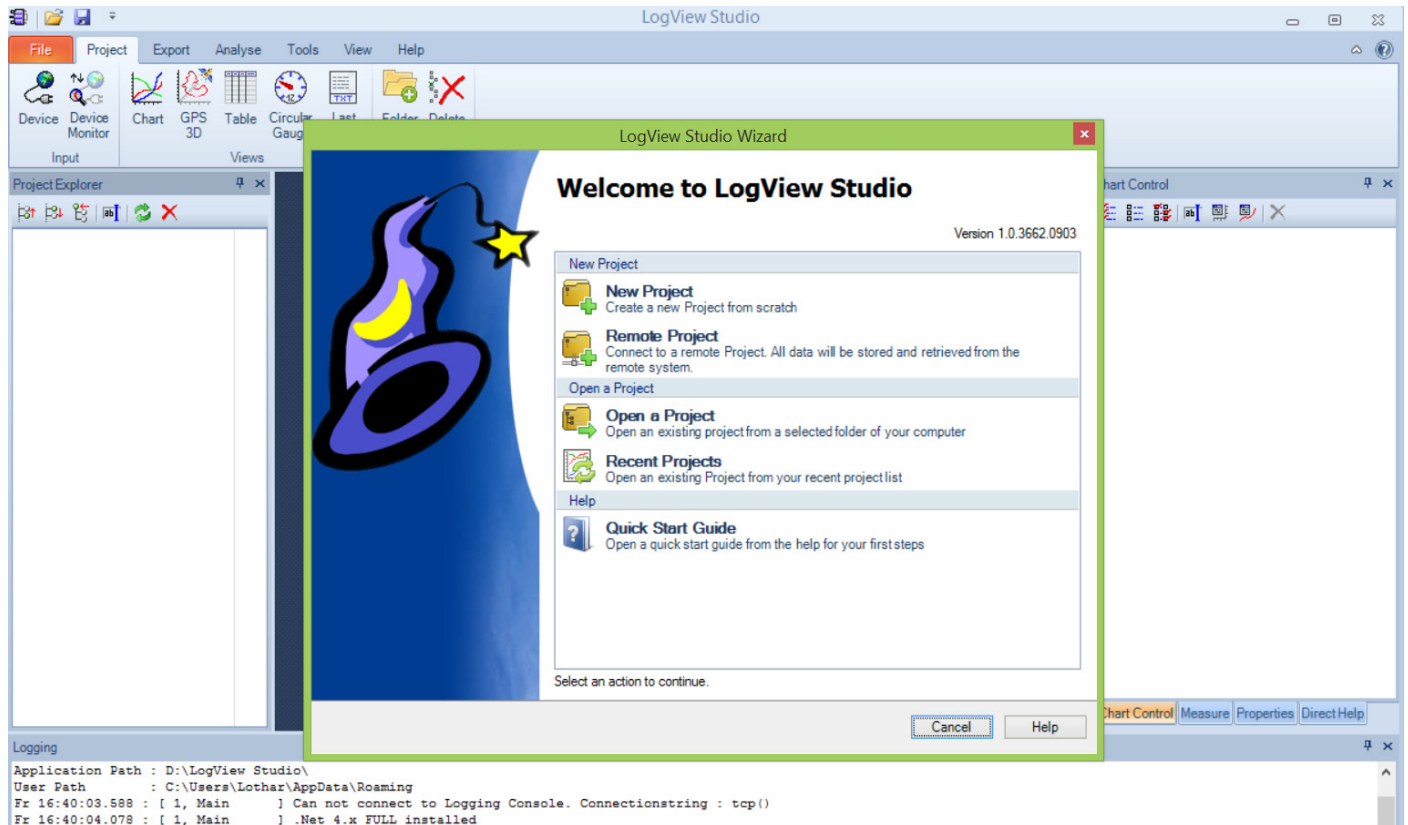 LogView Studio
File Project Export Analyse Tools View Help
Device Device Monitor Chart GPS 3D Table Circular Gaug Last Folder Delete
Input Views
LogView Studio Wizard
Project Explorer
hart Control
Welcome to LogView Studio
Version 1.0.3662.0903
New Project
New Project
Create a new Project from scratch
Remote Project
Connect to a remote Project. All data will be stored and retrieved from the
remote system.
Open a Project
Open a Project
Open an existing project from a selected folder of your computer
Recent Projects
Open an existing Project from your recent project list
Help
Quick Start Guide
Open a quick start guide from the help for your first steps
Select an action to continue.
Cancel Help
hart Control Measure Properties Direct Help
Logging
Application Path : D:\LogView Studio\
User Path : C:\Users\Lothar\AppData\Roaming
Fr 16:40:03.588 : [ 1, Main ] Can not connect to Logging Console. Connectionstring : tcp()
Fr 16:40:04.078 : [ 1, Main ] .Net 4.x FULL installed